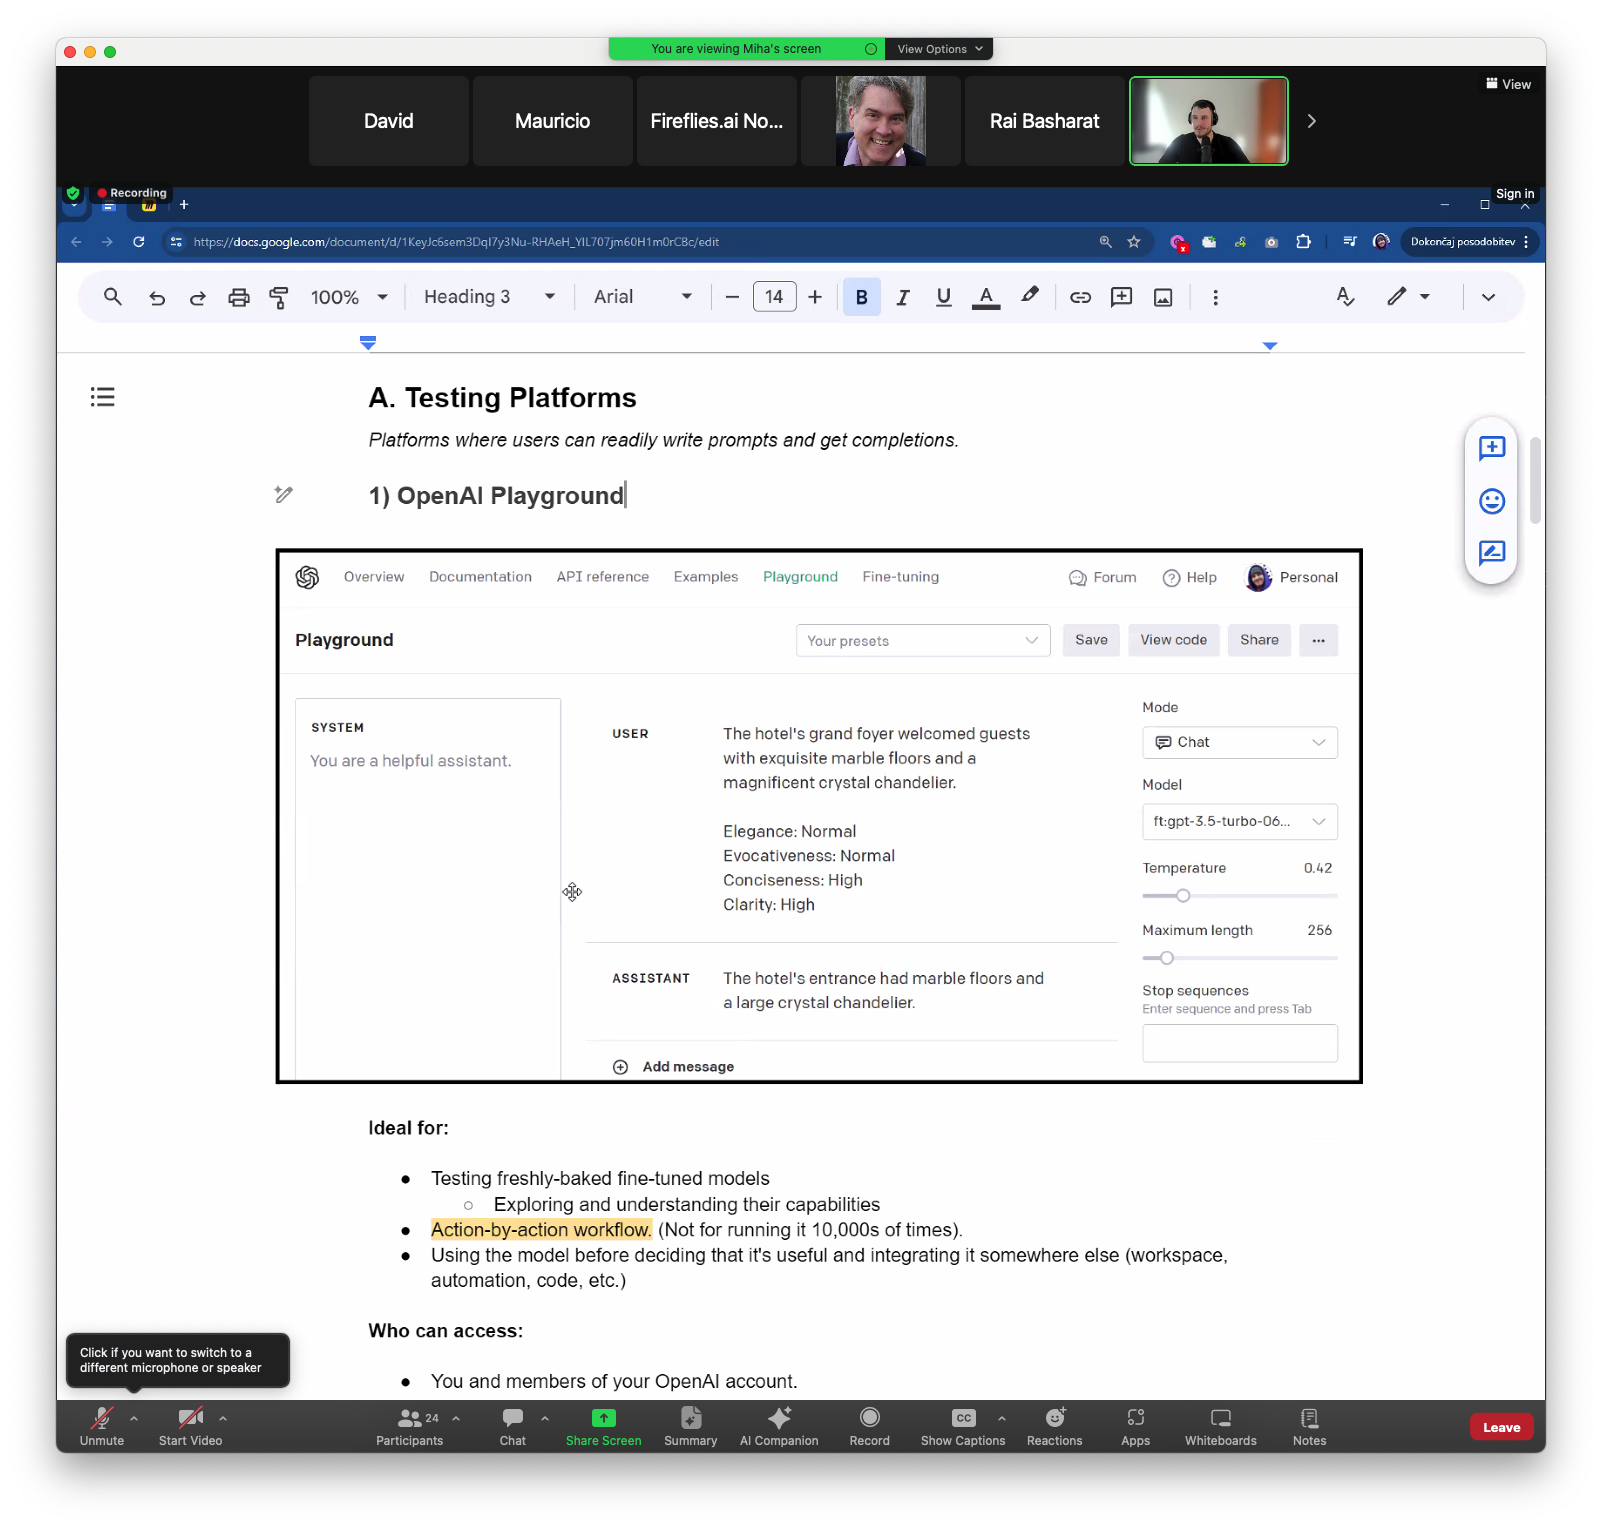 You are viewing Miha's screen
View Options
View
David
Mauricio
Fireflies.ai No...
Rai Basharat
Recording
Sign in
https://docs.google.com/document/d/1KeyJc6sem3DqI7y3Nu-RHAeH_YIL707jm60H1m0rC8c/edit
Dokončaj posodobitev
100%
Heading 3
Arial
14
B
I
U
A
A. Testing Platforms
Platforms where users can readily write prompts and get completions.
1) OpenAI Playground
Overview
Documentation
API reference
Examples
Playground
Fine-tuning
Forum
Help
Personal
Playground
Your presets
Save
View code
Share
...
SYSTEM
You are a helpful assistant.
USER
The hotel's grand foyer welcomed guests
with exquisite marble floors and a
magnificent crystal chandelier.
Elegance: Normal
Evocativeness: Normal
Conciseness: High
Clarity: High
ASSISTANT
The hotel's entrance had marble floors and
a large crystal chandelier.
Add message
Mode
Chat
Model
ft:gpt-3.5-turbo-06...
Temperature 0.42
Maximum length 256
Stop sequences
Enter sequence and press Tab
Ideal for:
● Testing freshly-baked fine-tuned models
○ Exploring and understanding their capabilities
● Action-by-action workflow. (Not for running it 10,000s of times).
● Using the model before deciding that it's useful and integrating it somewhere else (workspace,
automation, code, etc.)
Who can access:
● You and members of your OpenAI account.
Click if you want to switch to a
different microphone or speaker
Unmute
Start Video
24
Participants
Chat
Share Screen
Summary
AI Companion
Record
CC
Show Captions
Reactions
Apps
Whiteboards
Notes
Leave